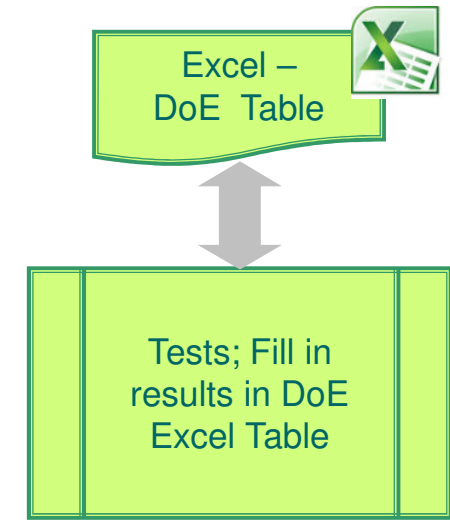 Excel –
DoE Table
Tests; Fill in
results in DoE
Excel Table